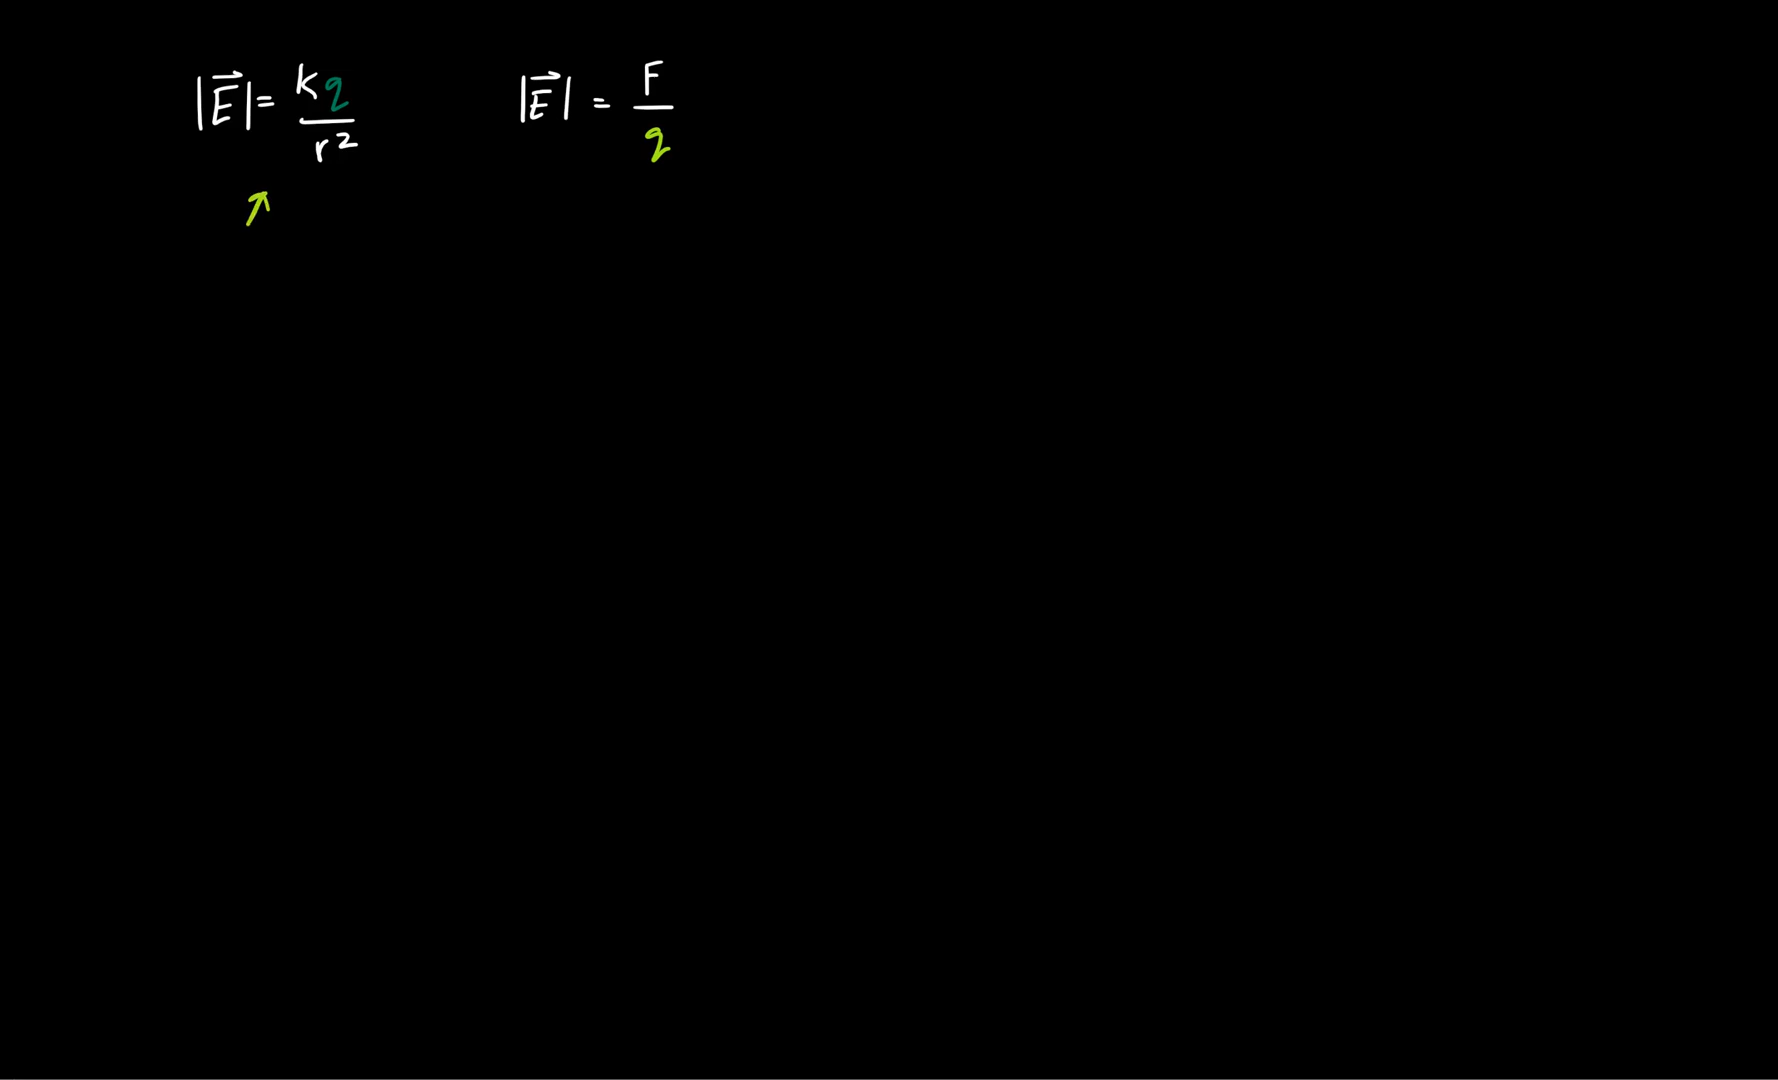 |E⃗| = kq/r²    |E⃗| = F/q